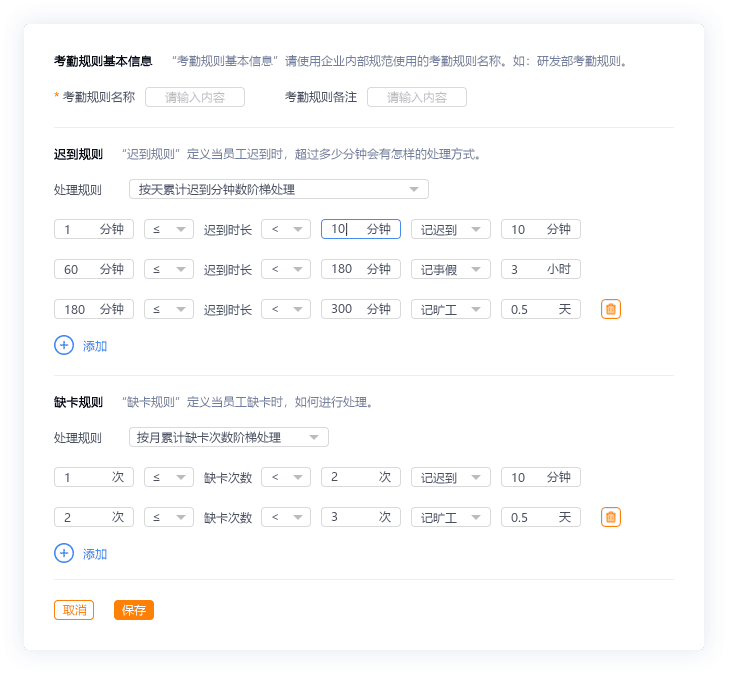 考勤规则基本信息 “考勤规则基本信息”请使用企业内部规范使用的考勤规则名称。如：研发部考勤规则。
* 考勤规则名称 请输入内容 考勤规则备注 请输入内容
迟到规则 “迟到规则”定义当员工迟到时，超过多少分钟会有怎样的处理方式。
处理规则 按天累计迟到分钟数阶梯处理
1 分钟 ≤ 迟到时长 < 10 分钟 记迟到 10 分钟
60 分钟 ≤ 迟到时长 < 180 分钟 记事假 3 小时
180 分钟 ≤ 迟到时长 < 300 分钟 记旷工 0.5 天
添加
缺卡规则 “缺卡规则”定义当员工缺卡时，如何进行处理。
处理规则 按月累计缺卡次数阶梯处理
1 次 ≤ 缺卡次数 < 2 次 记迟到 10 分钟
2 次 ≤ 缺卡次数 < 3 次 记旷工 0.5 天
添加
取消 保存